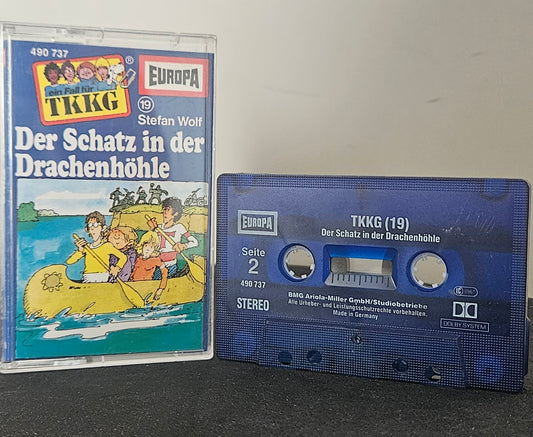 490 737
ein Fall für
TKKG
®
EUROPA
19
Stefan Wolf
Der Schatz in der
Drachenhöhle
EUROPA
TKKG (19)
Der Schatz in der Drachenhöhle
Seite
2
490 737
STEREO
BMG Ariola-Miller GmbH/Studiobetriebe
Alle Urheber- und Leistungsschutzrechte vorbehalten.
Made in Germany
DOLBY SYSTEM